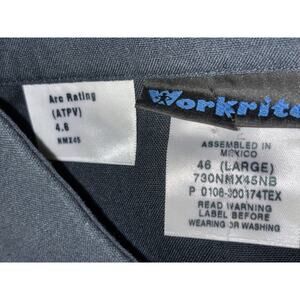 Arc Rating
(ATPV)
4.6
NMX45
Workrite
ASSEMBLED IN
MEXICO
46 (LARGE)
730NMX45NB
P 0108-300174TEX
READ WARNING
LABEL BEFORE
WEARING OR WASHING